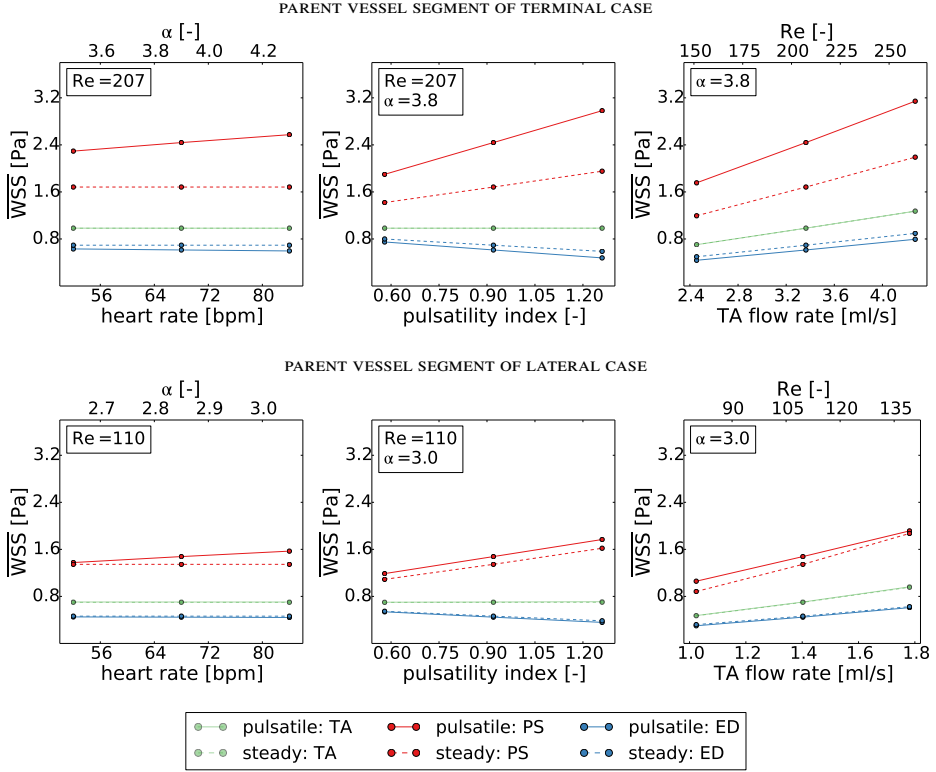 PARENT VESSEL SEGMENT OF TERMINAL CASE
α [-] Re [-]
3.6 3.8 4.0 4.2 150 175 200 225 250
Re =207 Re =207 α =3.8
α =3.8
3.2 3.2 3.2
2.4 2.4 2.4
1.6 1.6 1.6
0.8 0.8 0.8
WSS [Pa] WSS [Pa] WSS [Pa]
56 64 72 80 0.60 0.75 0.90 1.05 1.20 2.4 2.8 3.2 3.6 4.0
heart rate [bpm] pulsatility index [-] TA flow rate [ml/s]
PARENT VESSEL SEGMENT OF LATERAL CASE
α [-] Re [-]
2.7 2.8 2.9 3.0 90 105 120 135
Re =110 Re =110 α =3.0
α =3.0
3.2 3.2 3.2
2.4 2.4 2.4
1.6 1.6 1.6
0.8 0.8 0.8
WSS [Pa] WSS [Pa] WSS [Pa]
56 64 72 80 0.60 0.75 0.90 1.05 1.20 1.0 1.2 1.4 1.6 1.8
heart rate [bpm] pulsatility index [-] TA flow rate [ml/s]
pulsatile: TA pulsatile: PS pulsatile: ED
steady: TA steady: PS steady: ED